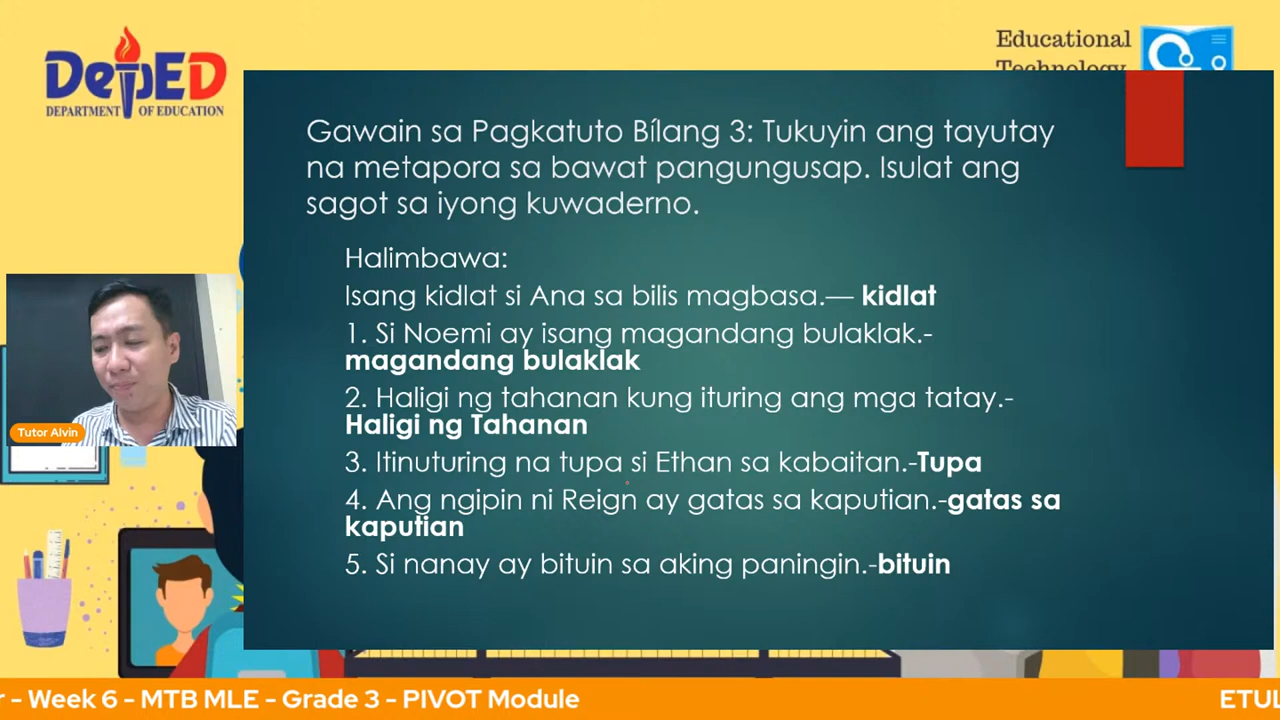 DepED
DEPARTMENT OF EDUCATION
Educational
Technology
Gawain sa Pagkatuto Bílang 3: Tukuyin ang tayutay
na metapora sa bawat pangungusap. Isulat ang
sagot sa iyong kuwaderno.
Halimbawa:
Isang kidlat si Ana sa bilis magbasa.— kidlat
1. Si Noemi ay isang magandang bulaklak.-
magandang bulaklak
2. Haligi ng tahanan kung ituring ang mga tatay.-
Haligi ng Tahanan
3. Itinuturing na tupa si Ethan sa kabaitan.-Tupa
4. Ang ngipin ni Reign ay gatas sa kaputian.-gatas sa
kaputian
5. Si nanay ay bituin sa aking paningin.-bituin
Tutor Alvin
r - Week 6 - MTB MLE - Grade 3 - PIVOT Module
ETUL